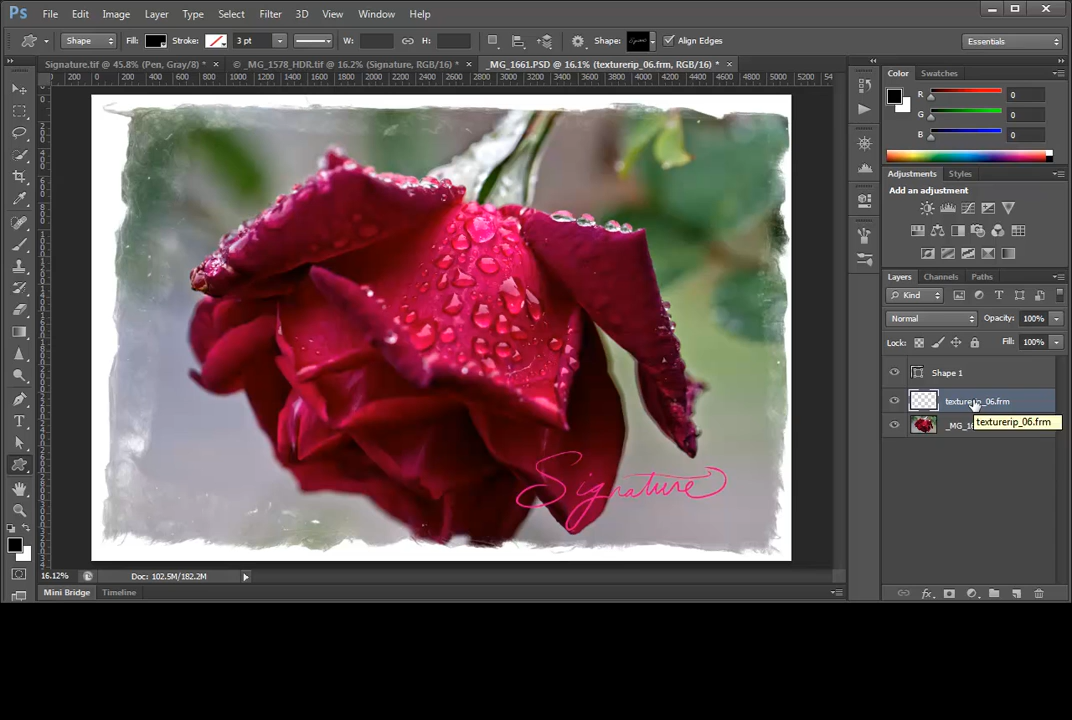 Ps File Edit Image Layer Type Select Filter 3D View Window Help
Shape Fill: Stroke: 3 pt W: H: Shape: Align Edges Essentials
Signature.tif @ 45.8% (Pen, Gray/8) * × © _MG_1578_HDR.tif @ 16.2% (Signature, RGB/16) * × _MG_1661.PSD @ 16.1% (texturerip_06.frm, RGB/16) * ×
Color Swatches
R 0
G 0
B 0
Adjustments Styles
Add an adjustment
Layers Channels Paths
Kind
Normal Opacity: 100%
Lock: Fill: 100%
Shape 1
texturerip_06.frm
texturerip_06.frm
Signature
16.12% Doc: 102.5M/182.2M
Mini Bridge Timeline
fx